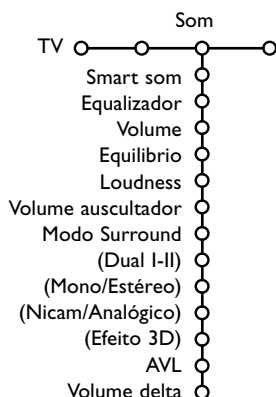 Som
TV
Smart som
Equalizador
Volume
Equilibrio
Loudness
Volume auscultador
Modo Surround
(Dual I-II)
(Mono/Estéreo)
(Nicam/Analógico)
(Efeito 3D)
AVL
Volume delta